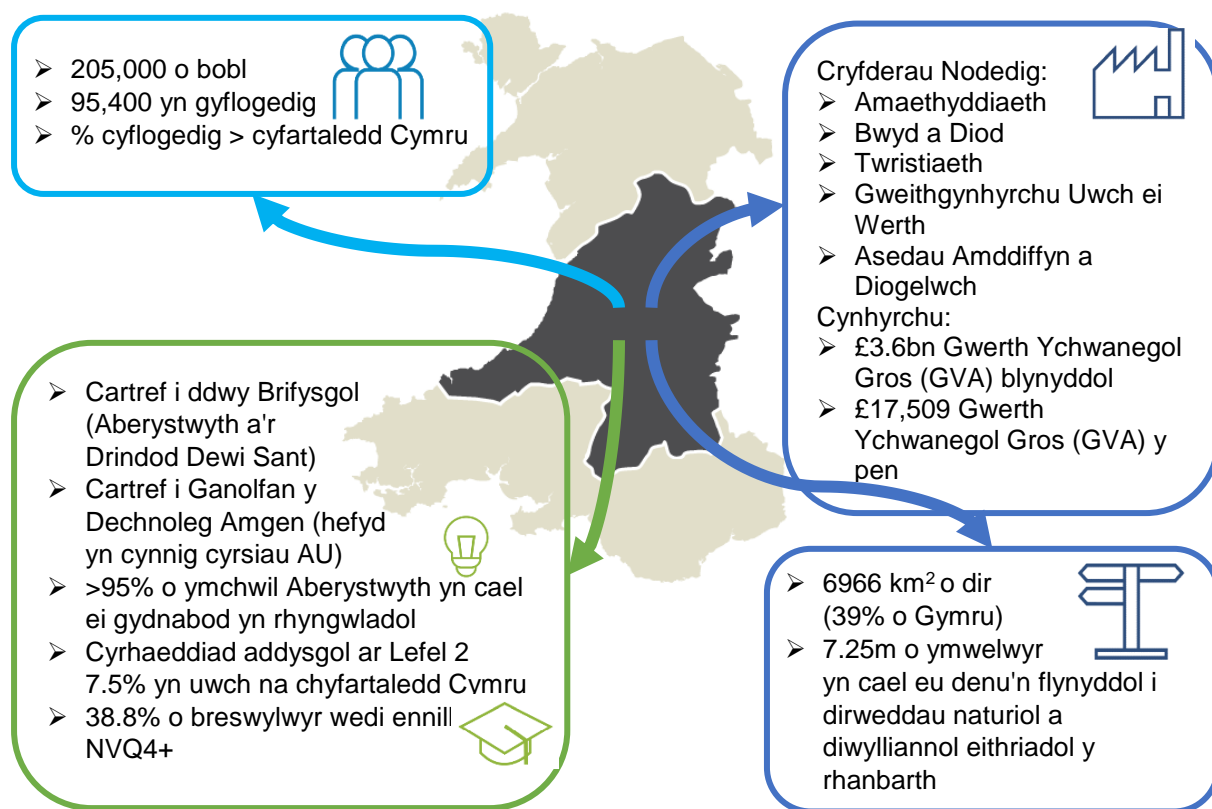 ➢ 205,000 o bobl
➢ 95,400 yn gyflogedig
➢ % cyflogedig > cyfartaledd Cymru
Cryfderau Nodedig:
➢ Amaethyddiaeth
➢ Bwyd a Diod
➢ Twristiaeth
➢ Gweithgynhyrchu Uwch ei
Werth
➢ Asedau Amddiffyn a
Diogelwch
Cynhyrchu:
➢ £3.6bn Gwerth Ychwanegol
Gros (GVA) blynyddol
➢ £17,509 Gwerth
Ychwanegol Gros (GVA) y
pen
➢ Cartref i ddwy Brifysgol
(Aberystwyth a'r
Drindod Dewi Sant)
➢ Cartref i Ganolfan y
Dechnoleg Amgen (hefyd
yn cynnig cyrsiau AU)
➢ >95% o ymchwil Aberystwyth yn cael
ei gydnabod yn rhyngwladol
➢ Cyrhaeddiad addysgol ar Lefel 2
7.5% yn uwch na chyfartaledd Cymru
➢ 38.8% o breswylwyr wedi ennill
NVQ4+
➢ 6966 km² o dir
(39% o Gymru)
➢ 7.25m o ymwelwyr
yn cael eu denu'n flynyddol i
dirweddau naturiol a
diwylliannol eithriadol y
rhanbarth